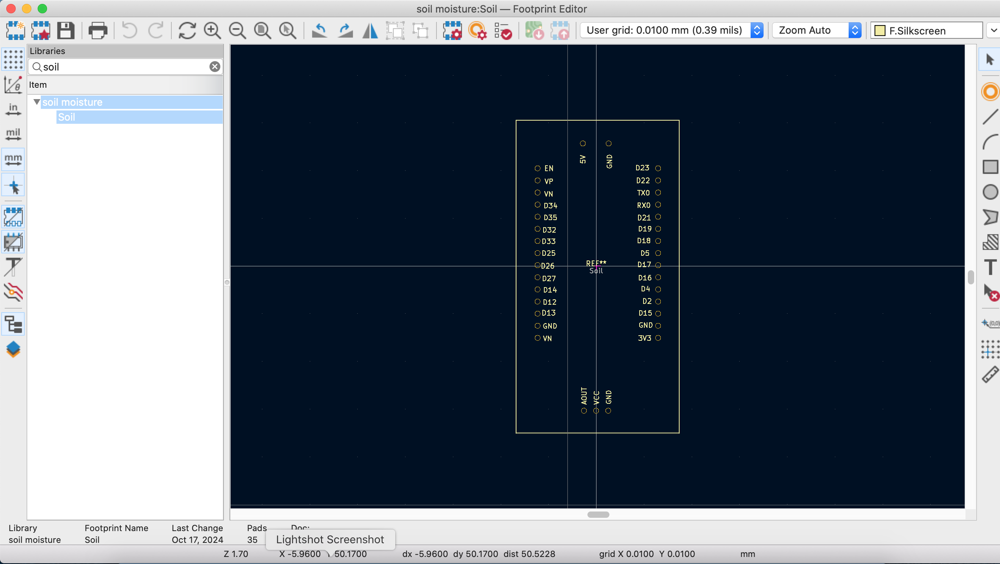 soil moisture:Soil — Footprint Editor
User grid: 0.0100 mm (0.39 mils)
Zoom Auto
F.Silkscreen
Libraries
soil
Item
soil moisture
Soil
r
θ
in
mil
mm
T
5V GND
EN D23
VP D22
VN TX0
D34 RX0
D35 D21
D32 D19
D33 D18
D25 D5
REF**
D26 D17
Soil
D27 D16
D14 D4
D12 D2
D13 D15
GND GND
VN 3V3
AOUT VCC GND
T
(0,0)
Library Footprint Name Last Change Pads Doc:
soil moisture Soil Oct 17, 2024 35
Lightshot Screenshot
Z 1.70 X -5.9600 50.1700 dx -5.9600 dy 50.1700 dist 50.5228 grid X 0.0100 Y 0.0100 mm